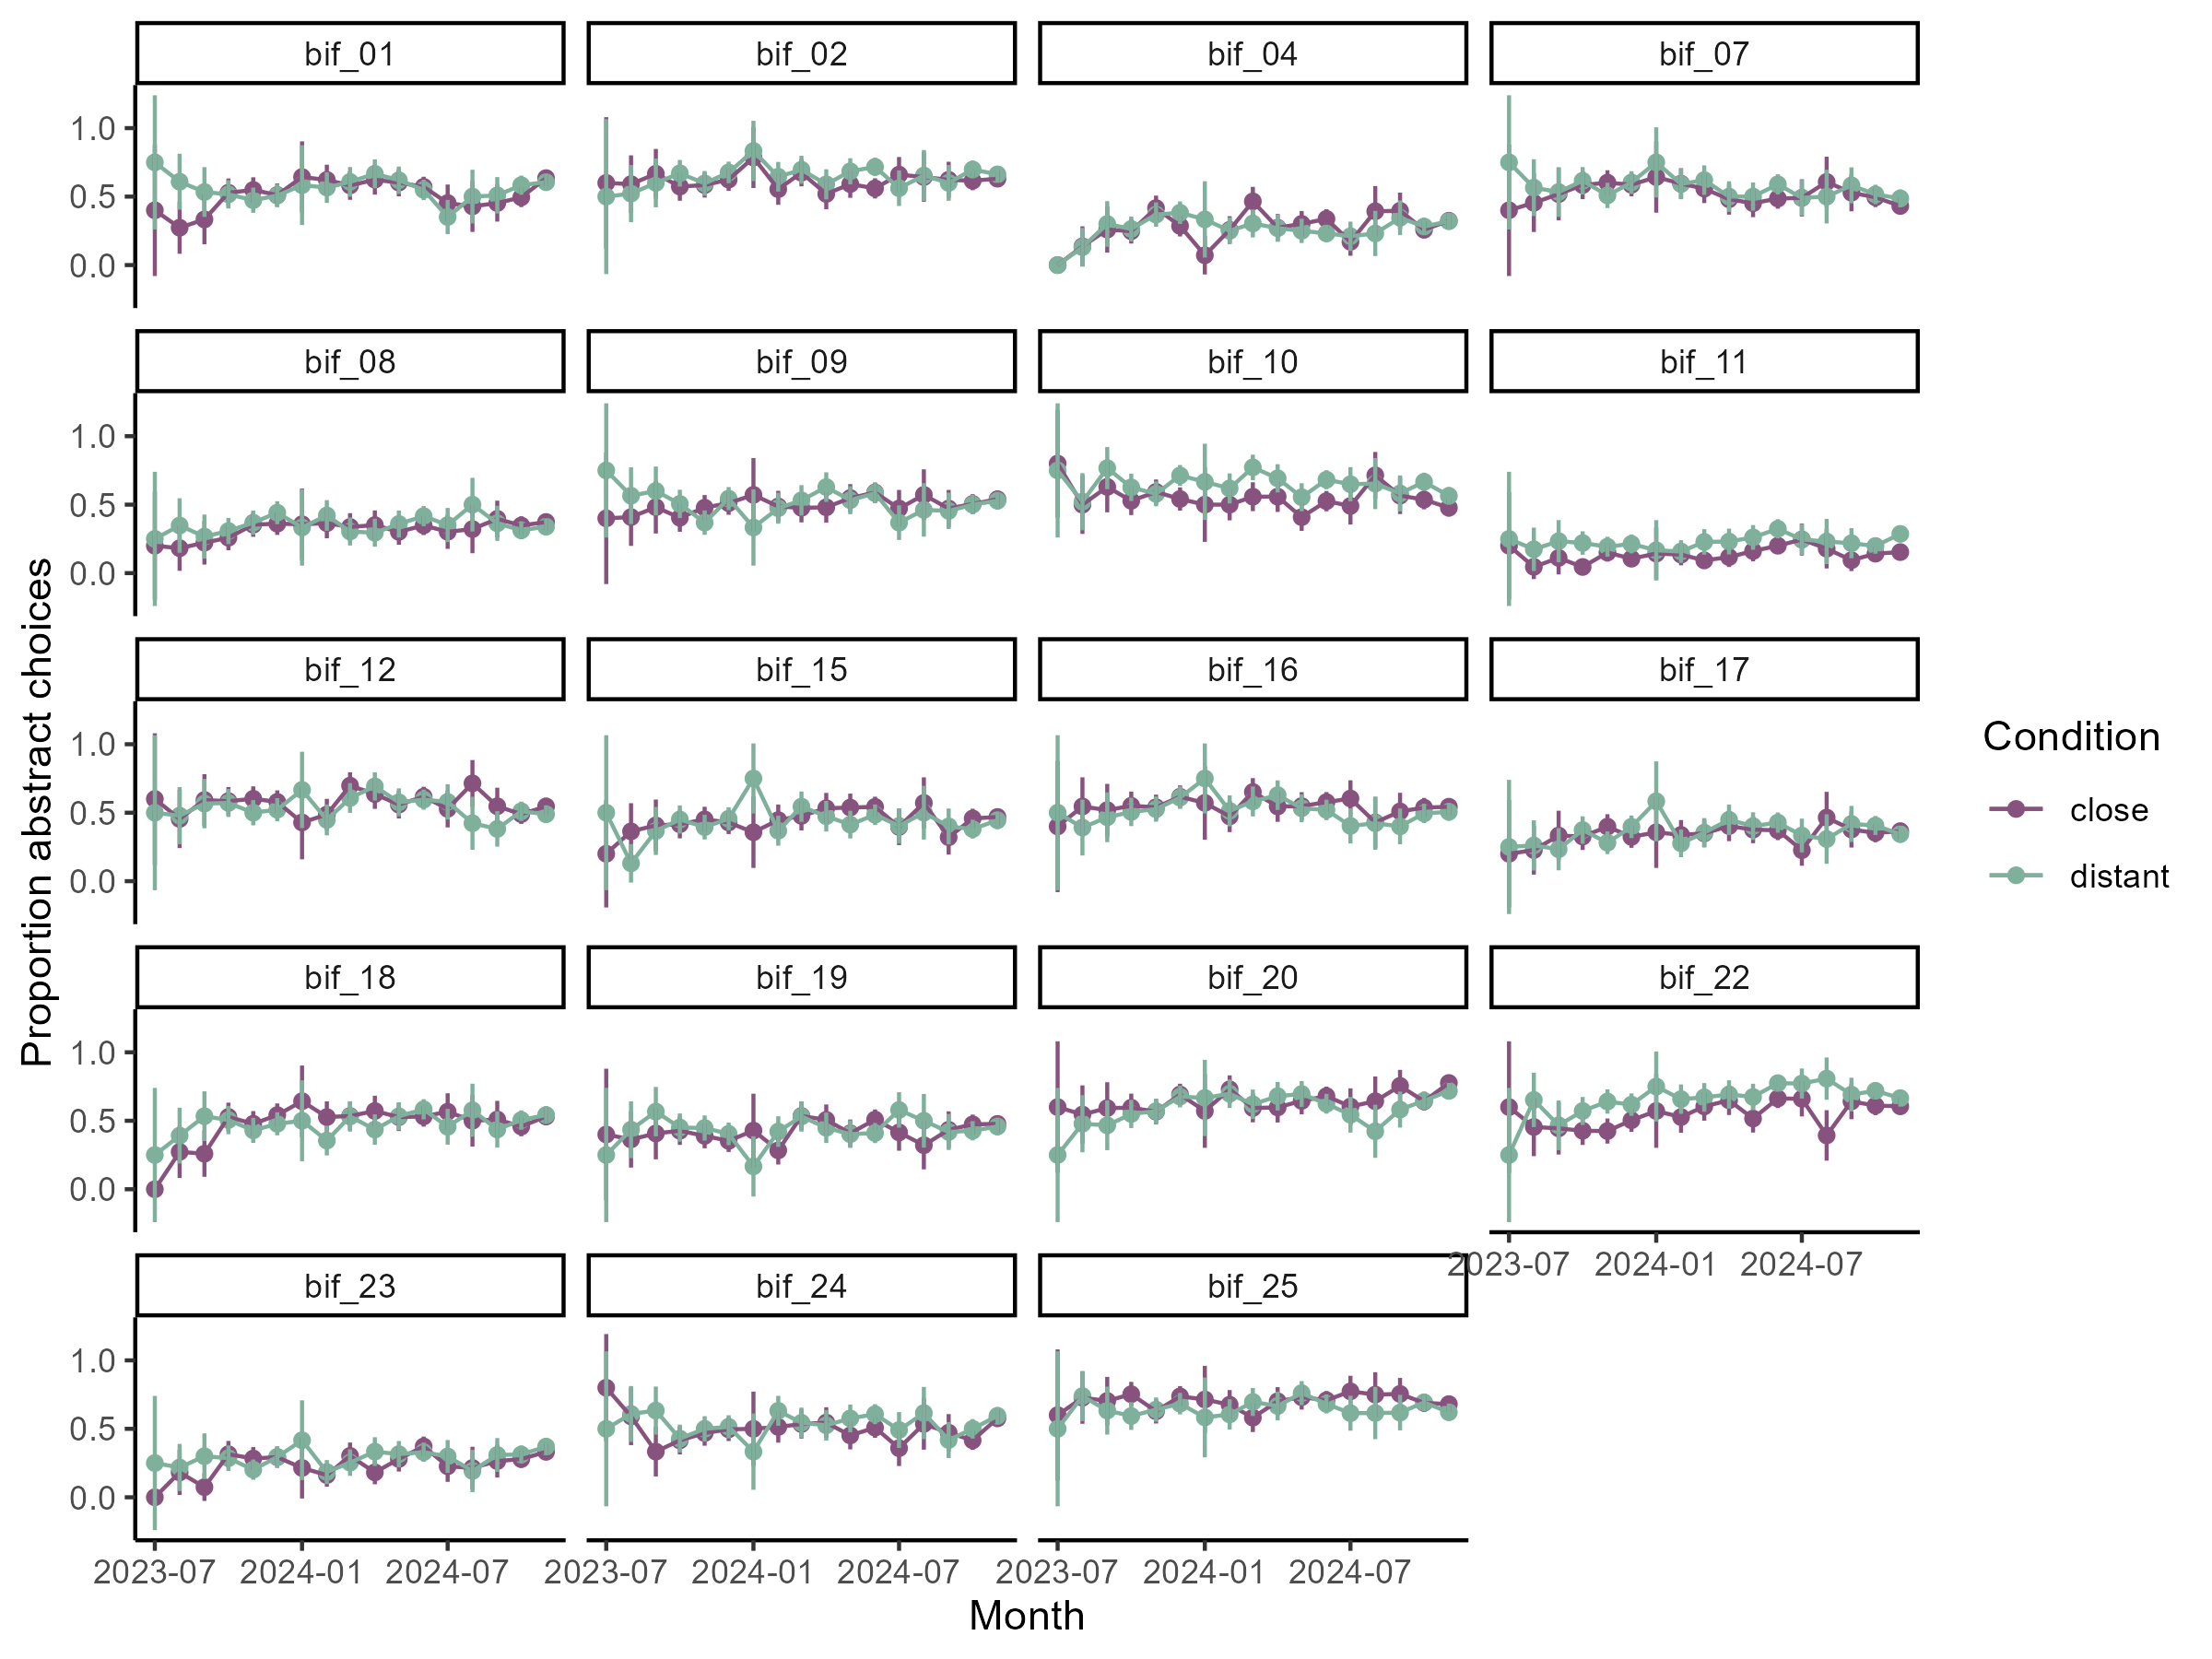 bif_01
bif_02
bif_04
bif_07
1.0
0.5
0.0
bif_08
bif_09
bif_10
bif_11
1.0
0.5
0.0
bif_12
bif_15
bif_16
bif_17
1.0
0.5
0.0
bif_18
bif_19
bif_20
bif_22
1.0
0.5
0.0
2023-07
2024-01
2024-07
bif_23
bif_24
bif_25
1.0
0.5
0.0
2023-07
2024-01
2024-07
2023-07
2024-01
2024-07
2023-07
2024-01
2024-07
Month
Proportion abstract choices
Condition
close
distant